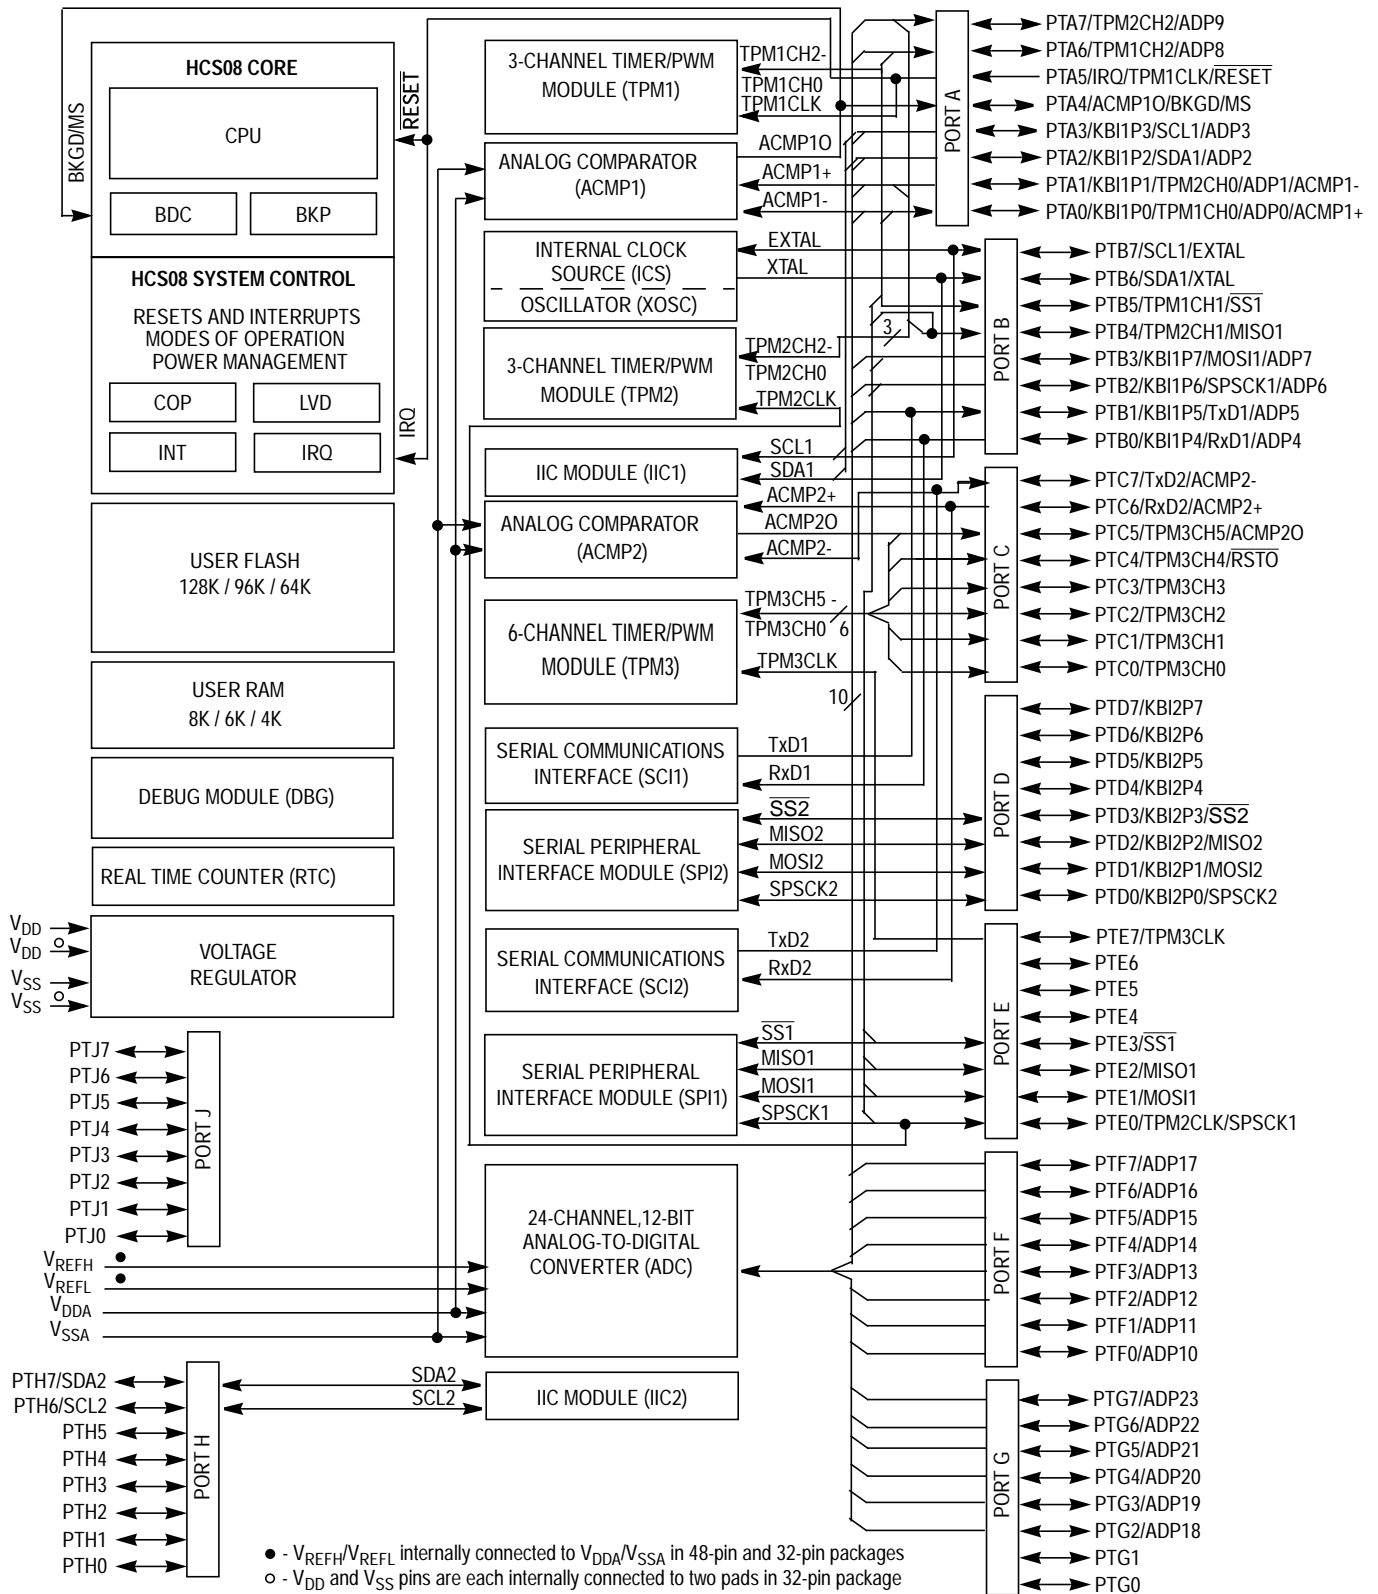 HCS08 CORE
CPU
BDC
BKP
BKGD/MS
RESET
HCS08 SYSTEM CONTROL
RESETS AND INTERRUPTS
MODES OF OPERATION
POWER MANAGEMENT
COP
LVD
INT
IRQ
IRQ
USER FLASH
128K / 96K / 64K
USER RAM
8K / 6K / 4K
DEBUG MODULE (DBG)
REAL TIME COUNTER (RTC)
VDD
VDD
VSS
VSS
VOLTAGE
REGULATOR
PTJ7
PTJ6
PTJ5
PTJ4
PTJ3
PTJ2
PTJ1
PTJ0
PORT J
VREFH
VREFL
VDDA
VSSA
PTH7/SDA2
PTH6/SCL2
PTH5
PTH4
PTH3
PTH2
PTH1
PTH0
PORT H
3-CHANNEL TIMER/PWM
MODULE (TPM1)
TPM1CH2-
TPM1CH0
TPM1CLK
ANALOG COMPARATOR
(ACMP1)
ACMP1O
ACMP1+
ACMP1-
INTERNAL CLOCK
SOURCE (ICS)
OSCILLATOR (XOSC)
EXTAL
XTAL
3-CHANNEL TIMER/PWM
MODULE (TPM2)
TPM2CH2-
TPM2CH0
TPM2CLK
3
IIC MODULE (IIC1)
SCL1
SDA1
ANALOG COMPARATOR
(ACMP2)
ACMP2+
ACMP2O
ACMP2-
6-CHANNEL TIMER/PWM
MODULE (TPM3)
TPM3CH5 -
TPM3CH0
6
TPM3CLK
10
SERIAL COMMUNICATIONS
INTERFACE (SCI1)
TxD1
RxD1
SERIAL PERIPHERAL
INTERFACE MODULE (SPI2)
SS2
MISO2
MOSI2
SPSCK2
SERIAL COMMUNICATIONS
INTERFACE (SCI2)
TxD2
RxD2
SERIAL PERIPHERAL
INTERFACE MODULE (SPI1)
SS1
MISO1
MOSI1
SPSCK1
24-CHANNEL,12-BIT
ANALOG-TO-DIGITAL
CONVERTER (ADC)
IIC MODULE (IIC2)
SDA2
SCL2
PORT A
PTA7/TPM2CH2/ADP9
PTA6/TPM1CH2/ADP8
PTA5/IRQ/TPM1CLK/RESET
PTA4/ACMP1O/BKGD/MS
PTA3/KBI1P3/SCL1/ADP3
PTA2/KBI1P2/SDA1/ADP2
PTA1/KBI1P1/TPM2CH0/ADP1/ACMP1-
PTA0/KBI1P0/TPM1CH0/ADP0/ACMP1+
PORT B
PTB7/SCL1/EXTAL
PTB6/SDA1/XTAL
PTB5/TPM1CH1/SS1
PTB4/TPM2CH1/MISO1
PTB3/KBI1P7/MOSI1/ADP7
PTB2/KBI1P6/SPSCK1/ADP6
PTB1/KBI1P5/TxD1/ADP5
PTB0/KBI1P4/RxD1/ADP4
PORT C
PTC7/TxD2/ACMP2-
PTC6/RxD2/ACMP2+
PTC5/TPM3CH5/ACMP2O
PTC4/TPM3CH4/RSTO
PTC3/TPM3CH3
PTC2/TPM3CH2
PTC1/TPM3CH1
PTC0/TPM3CH0
PORT D
PTD7/KBI2P7
PTD6/KBI2P6
PTD5/KBI2P5
PTD4/KBI2P4
PTD3/KBI2P3/SS2
PTD2/KBI2P2/MISO2
PTD1/KBI2P1/MOSI2
PTD0/KBI2P0/SPSCK2
PORT E
PTE7/TPM3CLK
PTE6
PTE5
PTE4
PTE3/SS1
PTE2/MISO1
PTE1/MOSI1
PTE0/TPM2CLK/SPSCK1
PORT F
PTF7/ADP17
PTF6/ADP16
PTF5/ADP15
PTF4/ADP14
PTF3/ADP13
PTF2/ADP12
PTF1/ADP11
PTF0/ADP10
PORT G
PTG7/ADP23
PTG6/ADP22
PTG5/ADP21
PTG4/ADP20
PTG3/ADP19
PTG2/ADP18
PTG1
PTG0
● - VREFH/VREFL internally connected to VDDA/VSSA in 48-pin and 32-pin packages
○ - VDD and VSS pins are each internally connected to two pads in 32-pin package